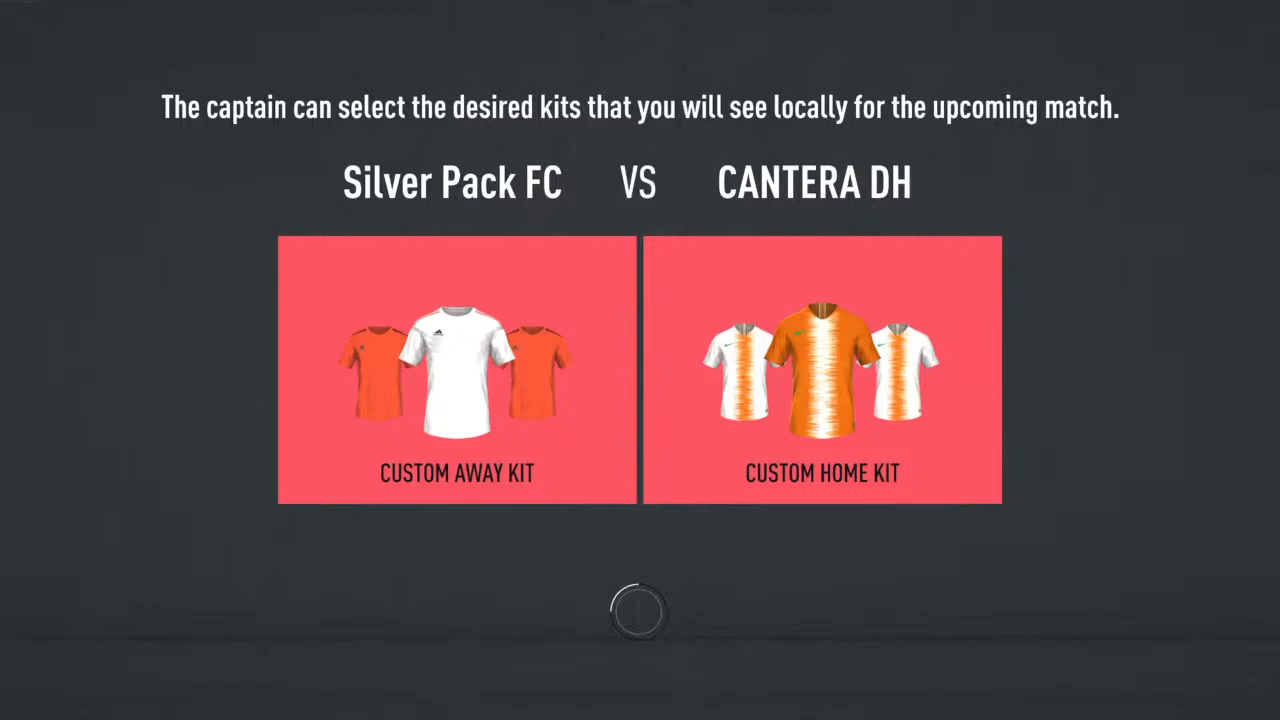 The captain can select the desired kits that you will see locally for the upcoming match.
Silver Pack FC VS CANTERA DH
CUSTOM AWAY KIT
CUSTOM HOME KIT